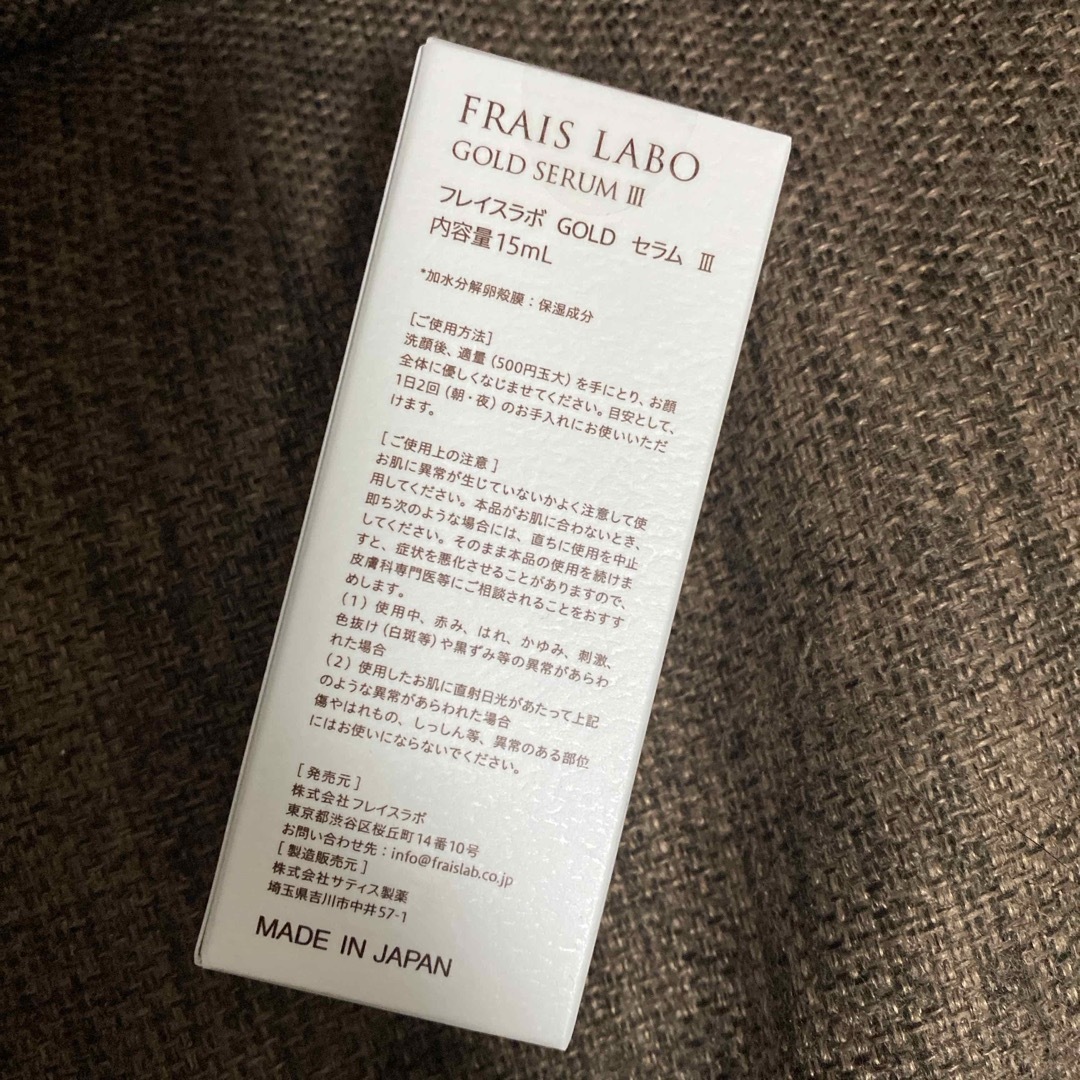 FRAIS LABO
GOLD SERUM Ⅲ
フレイスラボ GOLD セラム Ⅲ
内容量15mL
*加水分解卵殻膜：保湿成分
[ご使用方法]
洗顔後、適量（500円玉大）を手にとり、お顔
全体に優しくなじませてください。目安として、
1日2回（朝・夜）のお手入れにお使いいただ
けます。
[ご使用上の注意]
お肌に異常が生じていないかよく注意して使
用してください。本品がお肌に合わないとき、
即ち次のような場合には、直ちに使用を中止
してください。そのまま本品の使用を続けま
すと、症状を悪化させることがありますので、
皮膚科専門医等にご相談されることをおすす
めします。
（1）使用中、赤み、はれ、かゆみ、刺激、
色抜け（白斑等）や黒ずみ等の異常があらわ
れた場合
（2）使用したお肌に直射日光があたって上記
のような異常があらわれた場合
傷やはれもの、しっしん等、異常のある部位
にはお使いにならないでください。
[発売元]
株式会社フレイスラボ
東京都渋谷区桜丘町14番10号
お問い合わせ先：info@fraislab.co.jp
[製造販売元]
株式会社サティス製薬
埼玉県吉川市中井57-1
MADE IN JAPAN